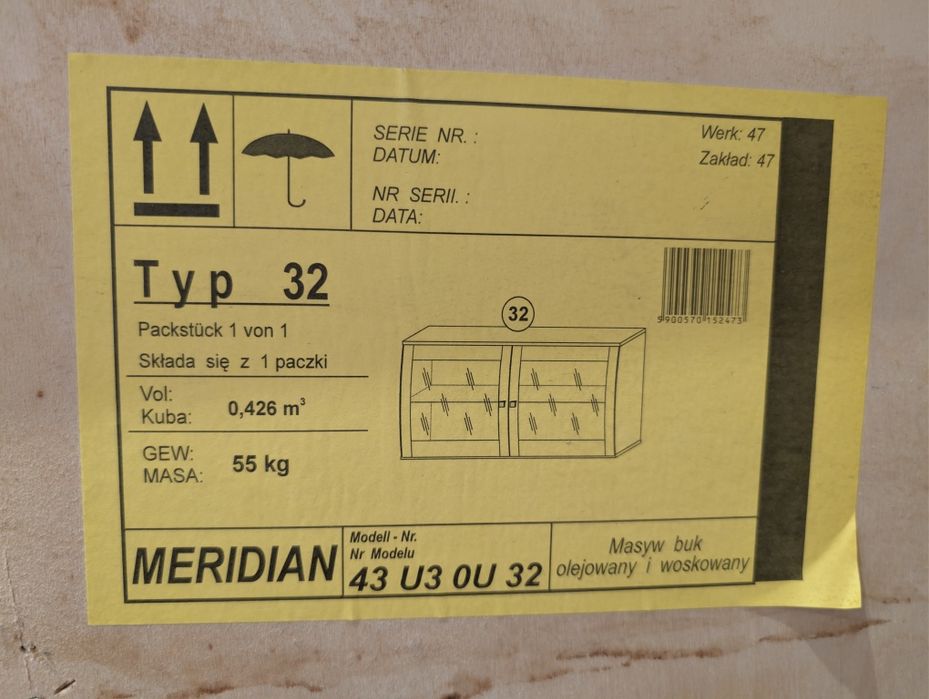 SERIE NR. :
DATUM:
NR SERII. :
DATA:
Werk: 47
Zakład: 47
Typ 32
Packstück 1 von 1
Składa się z 1 paczki
Vol:
Kuba: 0,426 m³
GEW:
MASA: 55 kg
32
5900570152473
MERIDIAN
Modell - Nr.
Nr Modelu
43 U3 0U 32
Masyw buk
olejowany i woskowany